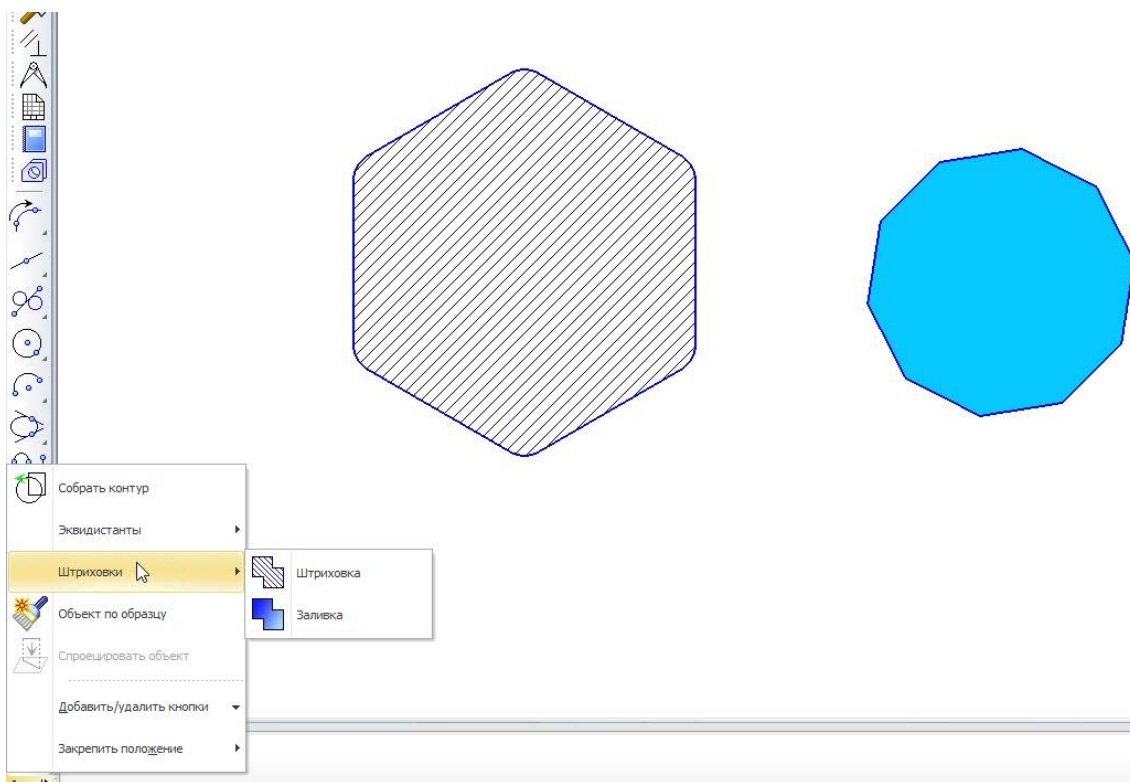 Собрать контур
Эквидистанты
Штриховки
Штриховка
Заливка
Объект по образцу
Спроецировать объект
Добавить/удалить кнопки
Закрепить положение